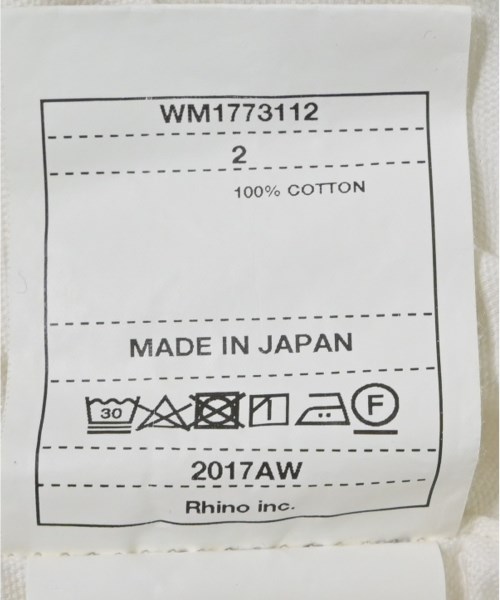 WM1773112
2
100% COTTON
MADE IN JAPAN
30 F
2017AW
Rhino inc.